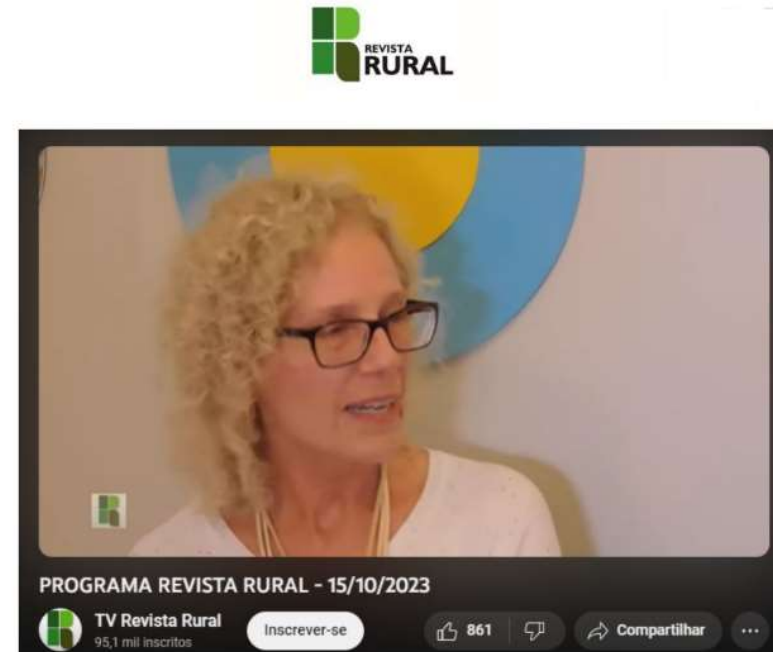 REVISTA
RURAL
PROGRAMA REVISTA RURAL - 15/10/2023
TV Revista Rural
95,1 mil inscritos
Inscrever-se
861
Compartilhar